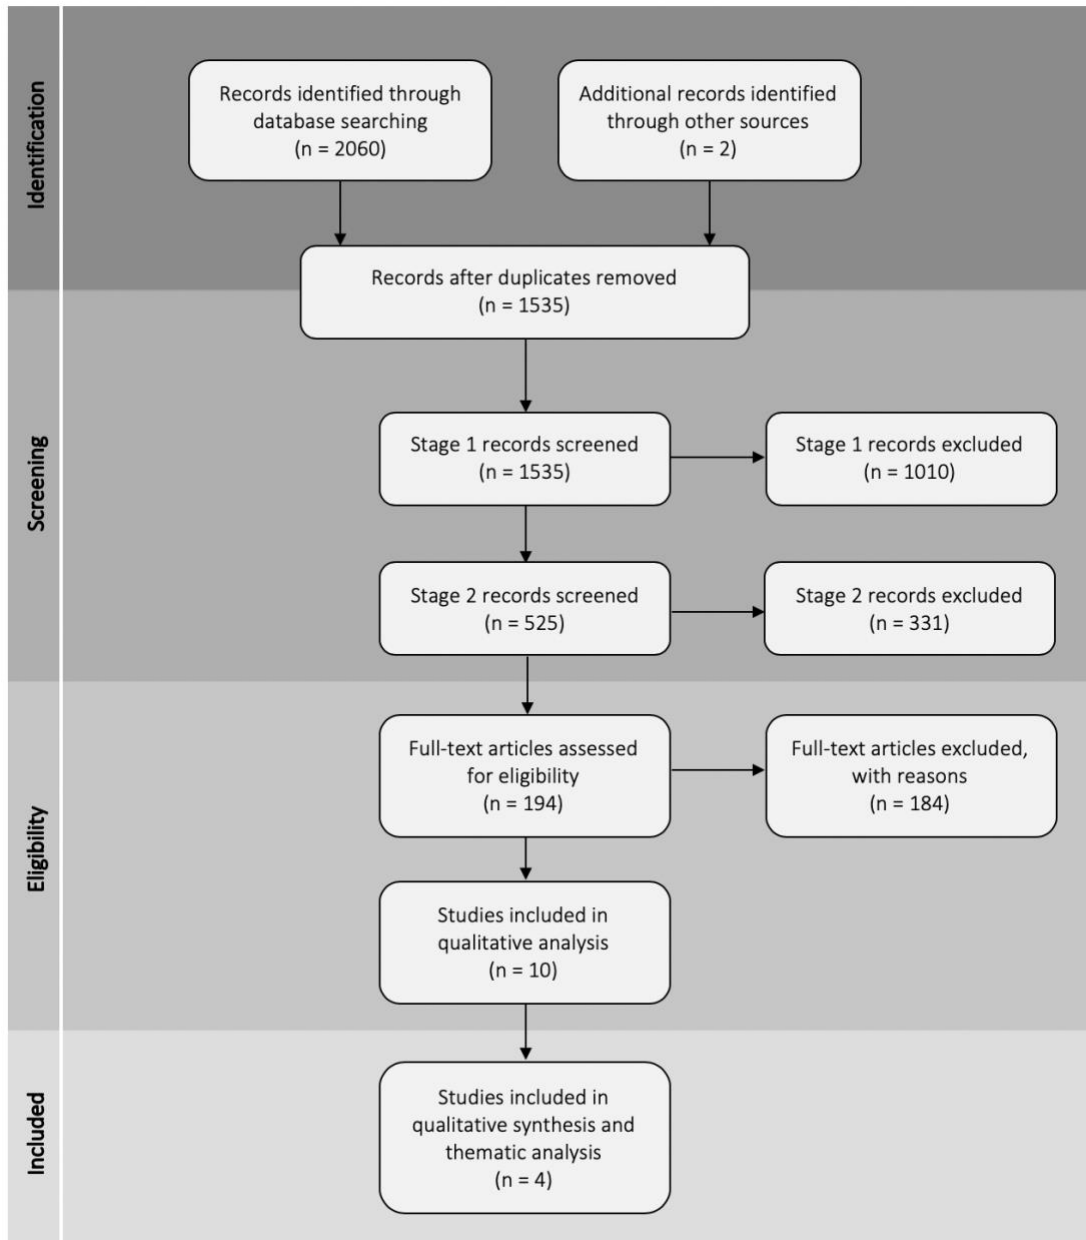 Identification
Records identified through
database searching
(n = 2060)
Additional records identified
through other sources
(n = 2)
Records after duplicates removed
(n = 1535)
Screening
Stage 1 records screened
(n = 1535)
Stage 1 records excluded
(n = 1010)
Stage 2 records screened
(n = 525)
Stage 2 records excluded
(n = 331)
Eligibility
Full-text articles assessed
for eligibility
(n = 194)
Full-text articles excluded,
with reasons
(n = 184)
Studies included in
qualitative analysis
(n = 10)
Included
Studies included in
qualitative synthesis and
thematic analysis
(n = 4)